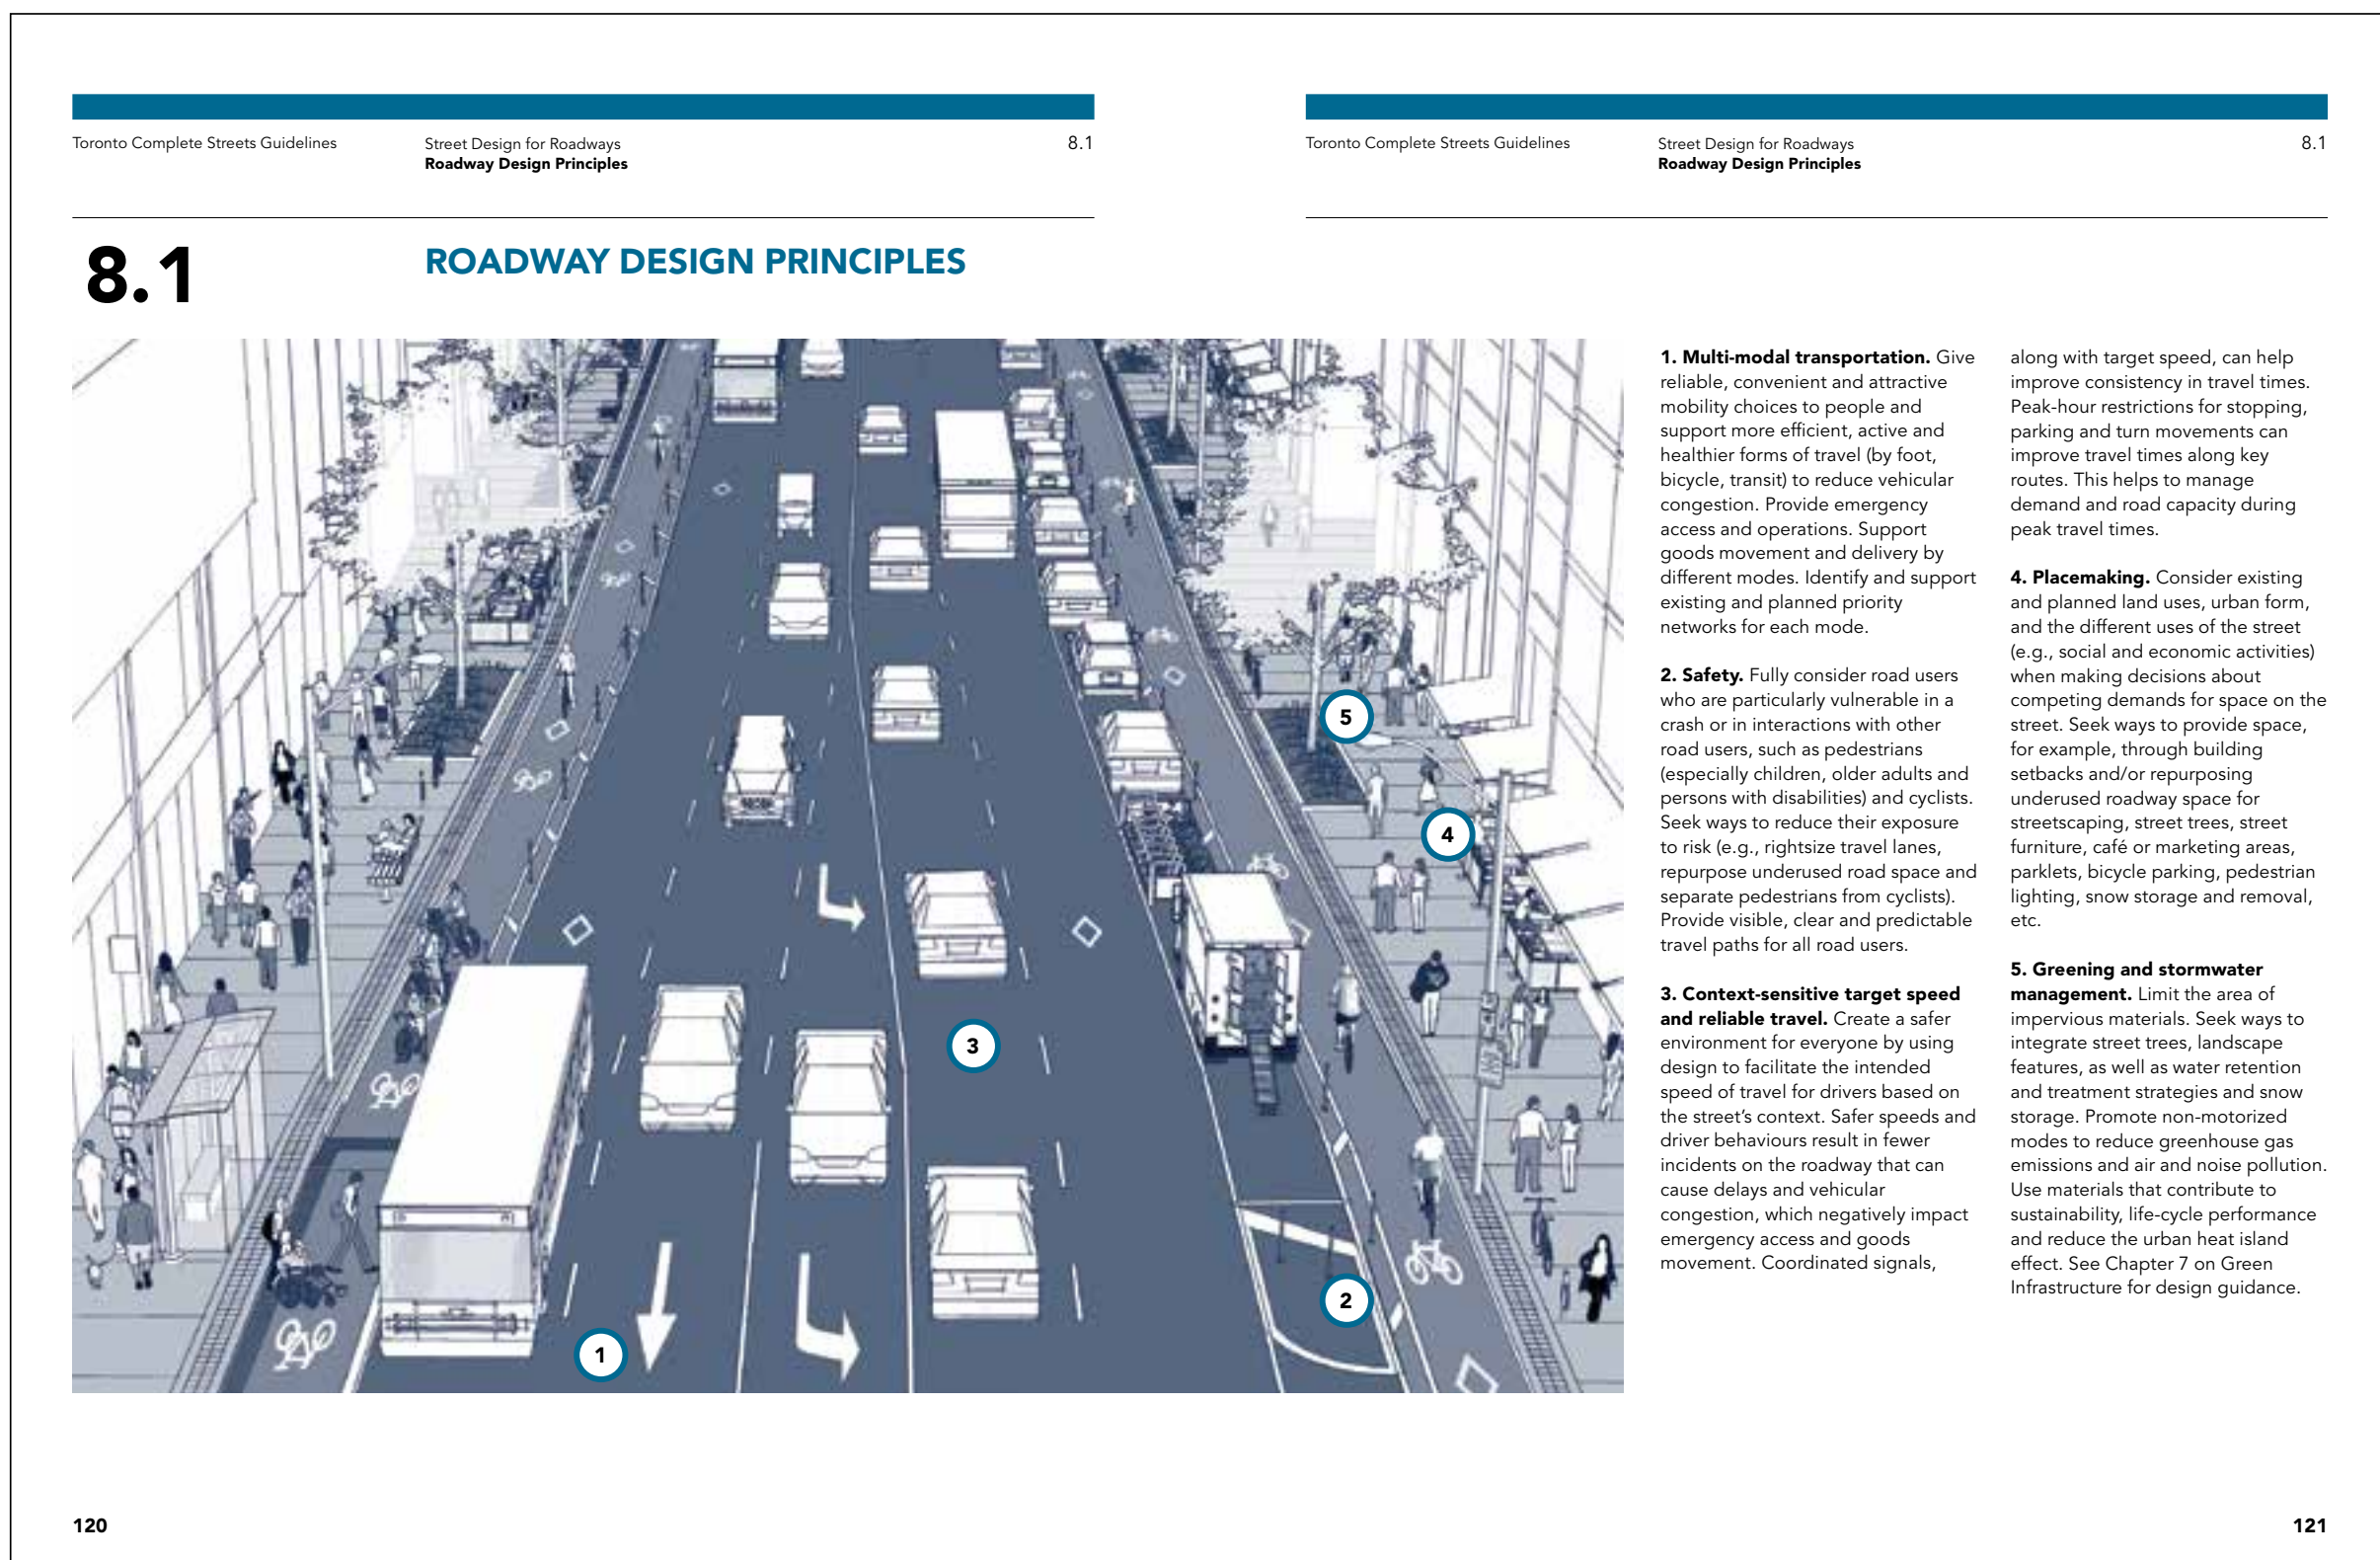 Toronto Complete Streets Guidelines
Street Design for Roadways
Roadway Design Principles
8.1
Toronto Complete Streets Guidelines
Street Design for Roadways
Roadway Design Principles
8.1
8.1
ROADWAY DESIGN PRINCIPLES
5
4
3
2
1
1. Multi-modal transportation. Give
reliable, convenient and attractive
mobility choices to people and
support more efficient, active and
healthier forms of travel (by foot,
bicycle, transit) to reduce vehicular
congestion. Provide emergency
access and operations. Support
goods movement and delivery by
different modes. Identify and support
existing and planned priority
networks for each mode.
2. Safety. Fully consider road users
who are particularly vulnerable in a
crash or in interactions with other
road users, such as pedestrians
(especially children, older adults and
persons with disabilities) and cyclists.
Seek ways to reduce their exposure
to risk (e.g., rightsize travel lanes,
repurpose underused road space and
separate pedestrians from cyclists).
Provide visible, clear and predictable
travel paths for all road users.
3. Context-sensitive target speed
and reliable travel. Create a safer
environment for everyone by using
design to facilitate the intended
speed of travel for drivers based on
the street's context. Safer speeds and
driver behaviours result in fewer
incidents on the roadway that can
cause delays and vehicular
congestion, which negatively impact
emergency access and goods
movement. Coordinated signals,
along with target speed, can help
improve consistency in travel times.
Peak-hour restrictions for stopping,
parking and turn movements can
improve travel times along key
routes. This helps to manage
demand and road capacity during
peak travel times.
4. Placemaking. Consider existing
and planned land uses, urban form,
and the different uses of the street
(e.g., social and economic activities)
when making decisions about
competing demands for space on the
street. Seek ways to provide space,
for example, through building
setbacks and/or repurposing
underused roadway space for
streetscaping, street trees, street
furniture, café or marketing areas,
parklets, bicycle parking, pedestrian
lighting, snow storage and removal,
etc.
5. Greening and stormwater
management. Limit the area of
impervious materials. Seek ways to
integrate street trees, landscape
features, as well as water retention
and treatment strategies and snow
storage. Promote non-motorized
modes to reduce greenhouse gas
emissions and air and noise pollution.
Use materials that contribute to
sustainability, life-cycle performance
and reduce the urban heat island
effect. See Chapter 7 on Green
Infrastructure for design guidance.
120
121